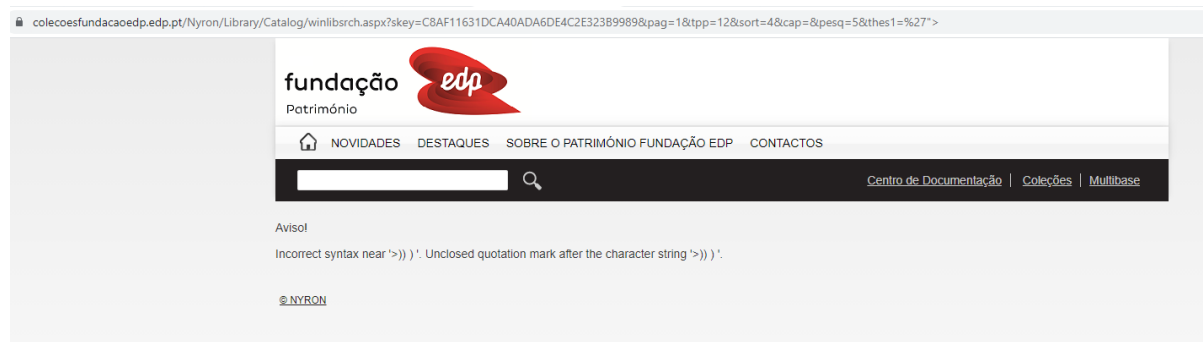 colecoesfundacaoedp.edp.pt/Nyron/Library/Catalog/winlibsrch.aspx?skey=C8AF11631DCA40ADA6DE4C2E323B9989&pag=1&tpp=12&sort=4&cap=&pesq=5&thes1=%27">
fundação edp
Património
NOVIDADES DESTAQUES SOBRE O PATRIMÓNIO FUNDAÇÃO EDP CONTACTOS
Centro de Documentação | Coleções | Multibase
Aviso!
Incorrect syntax near '>)) ) '. Unclosed quotation mark after the character string '>)) ) '.
© NYRON